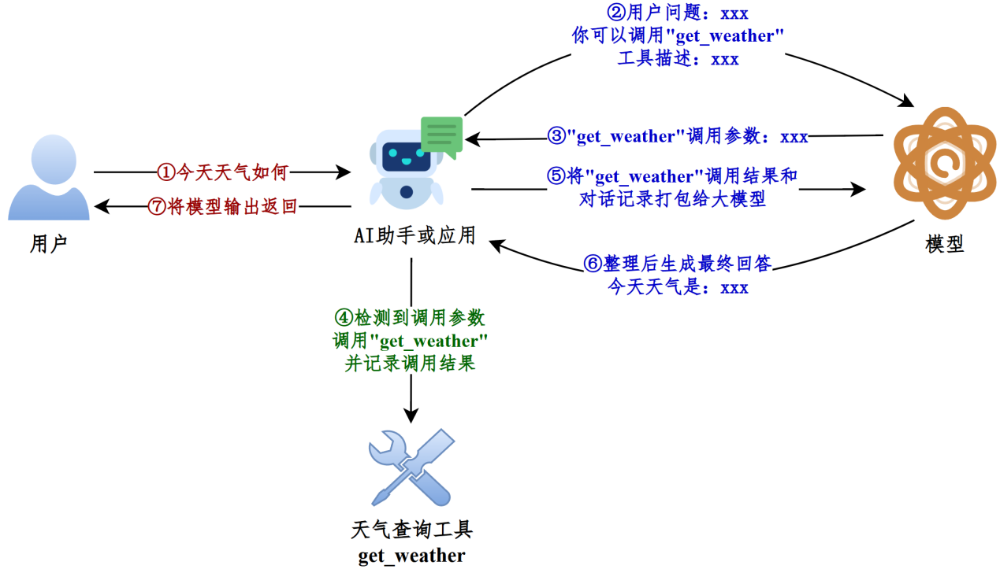 ②用户问题：xxx
你可以调用"get_weather"
工具描述：xxx
③"get_weather"调用参数：xxx
①今天天气如何
⑤将"get_weather"调用结果和
对话记录打包给大模型
⑦将模型输出返回
用户
AI助手或应用
模型
⑥整理后生成最终回答
今天天气是：xxx
④检测到调用参数
调用"get_weather"
并记录调用结果
天气查询工具
get_weather